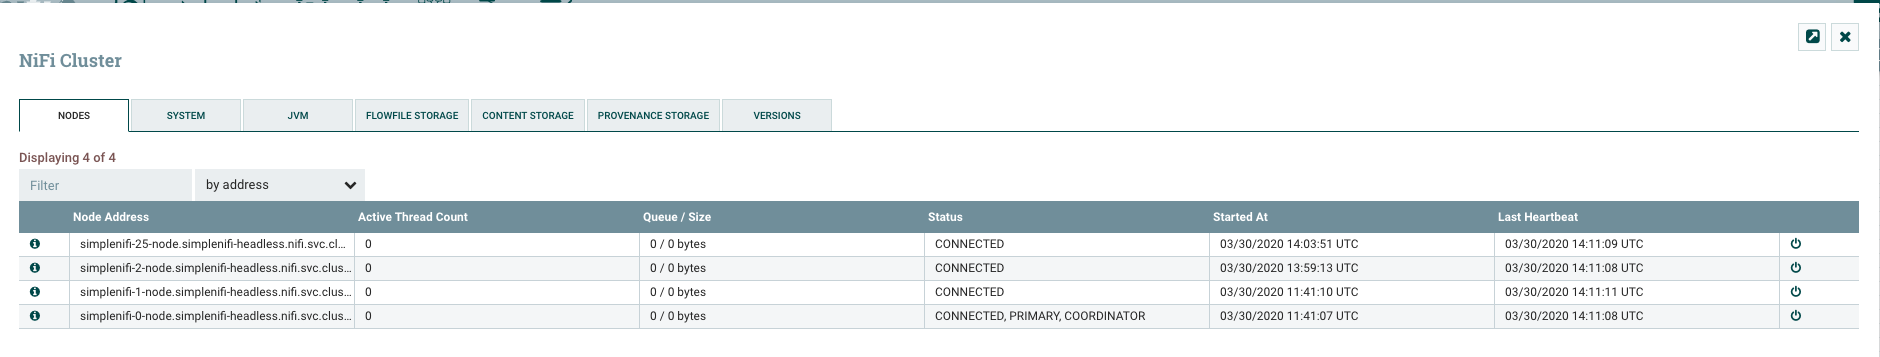 NiFi Cluster
NODES SYSTEM JVM FLOWFILE STORAGE CONTENT STORAGE PROVENANCE STORAGE VERSIONS
Displaying 4 of 4
Filter by address
Node Address Active Thread Count Queue / Size Status Started At Last Heartbeat
simplenifi-25-node.simplenifi-headless.nifi.svc.cl... 0 0 / 0 bytes CONNECTED 03/30/2020 14:03:51 UTC 03/30/2020 14:11:09 UTC
simplenifi-2-node.simplenifi-headless.nifi.svc.clus... 0 0 / 0 bytes CONNECTED 03/30/2020 13:59:13 UTC 03/30/2020 14:11:08 UTC
simplenifi-1-node.simplenifi-headless.nifi.svc.clus... 0 0 / 0 bytes CONNECTED 03/30/2020 11:41:10 UTC 03/30/2020 14:11:11 UTC
simplenifi-0-node.simplenifi-headless.nifi.svc.clus... 0 0 / 0 bytes CONNECTED, PRIMARY, COORDINATOR 03/30/2020 11:41:07 UTC 03/30/2020 14:11:08 UTC